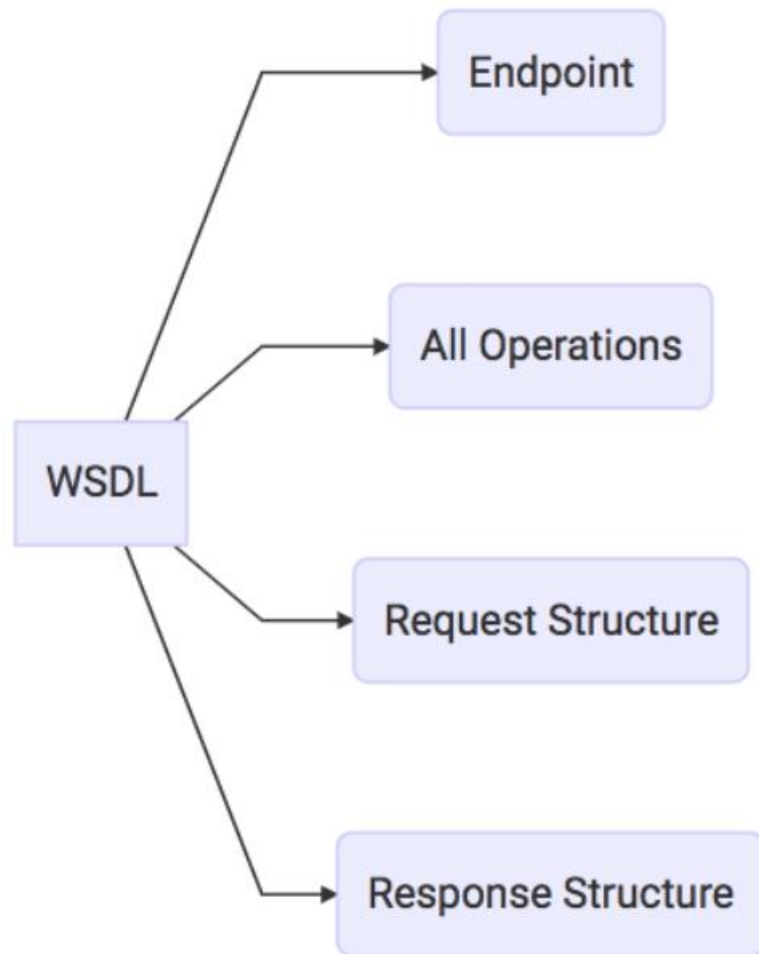 Endpoint
All Operations
WSDL
Request Structure
Response Structure